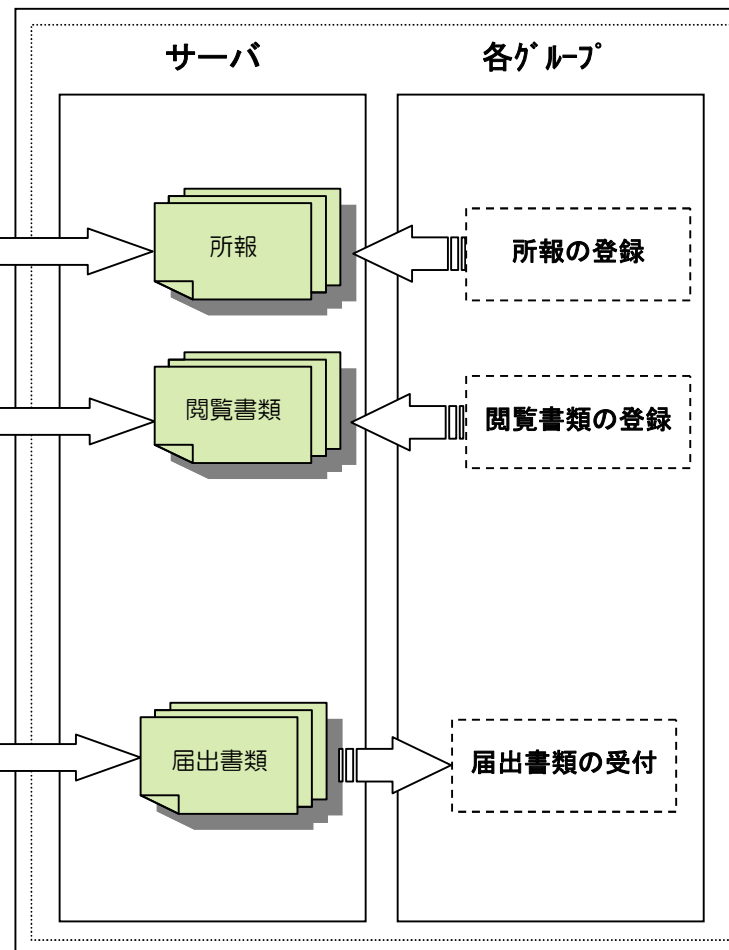 サーバ
各ｸﾞﾙｰﾌﾟ
所報
所報の登録
閲覧書類
閲覧書類の登録
届出書類
届出書類の受付